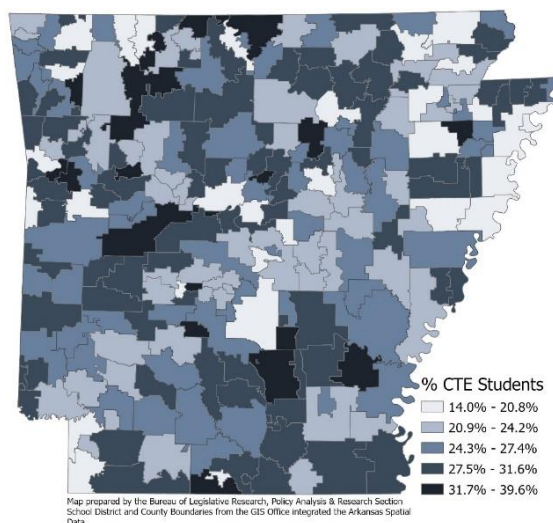 % CTE Students
14.0% - 20.8%
20.9% - 24.2%
24.3% - 27.4%
27.5% - 31.6%
31.7% - 39.6%
Map prepared by the Bureau of Legislative Research, Policy Analysis & Research Section
School District and County Boundaries from the GIS Office integrated the Arkansas Spatial
Data